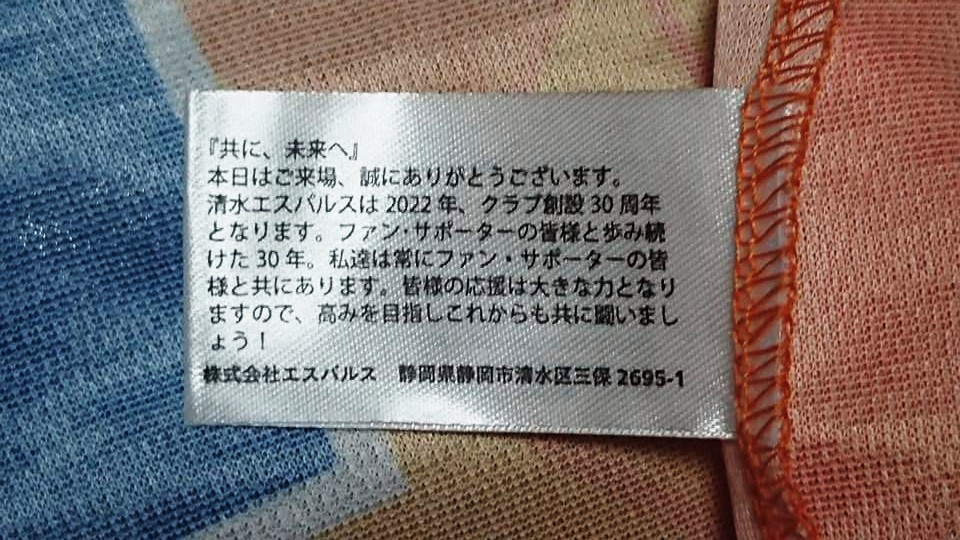 『共に、未来へ』
本日はご来場、誠にありがとうございます。
清水エスパルスは 2022 年、クラブ創設 30 周年
となります。ファン･サポーターの皆様と歩み続
けた 30 年。私達は常にファン・サポーターの皆
様と共にあります。皆様の応援は大きな力となり
ますので、高みを目指しこれからも共に闘いまし
ょう！
株式会社エスパルス　静岡県静岡市清水区三保 2695-1